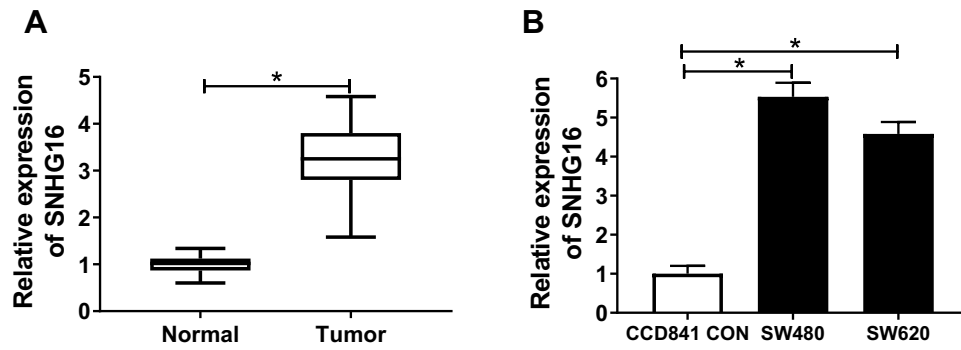 A
Relative expression
of SNHG16
5
4
3
2
1
0
*
Normal
Tumor
B
Relative expression
of SNHG16
6
5
4
3
2
1
0
*
*
CCD841 CON
SW480
SW620